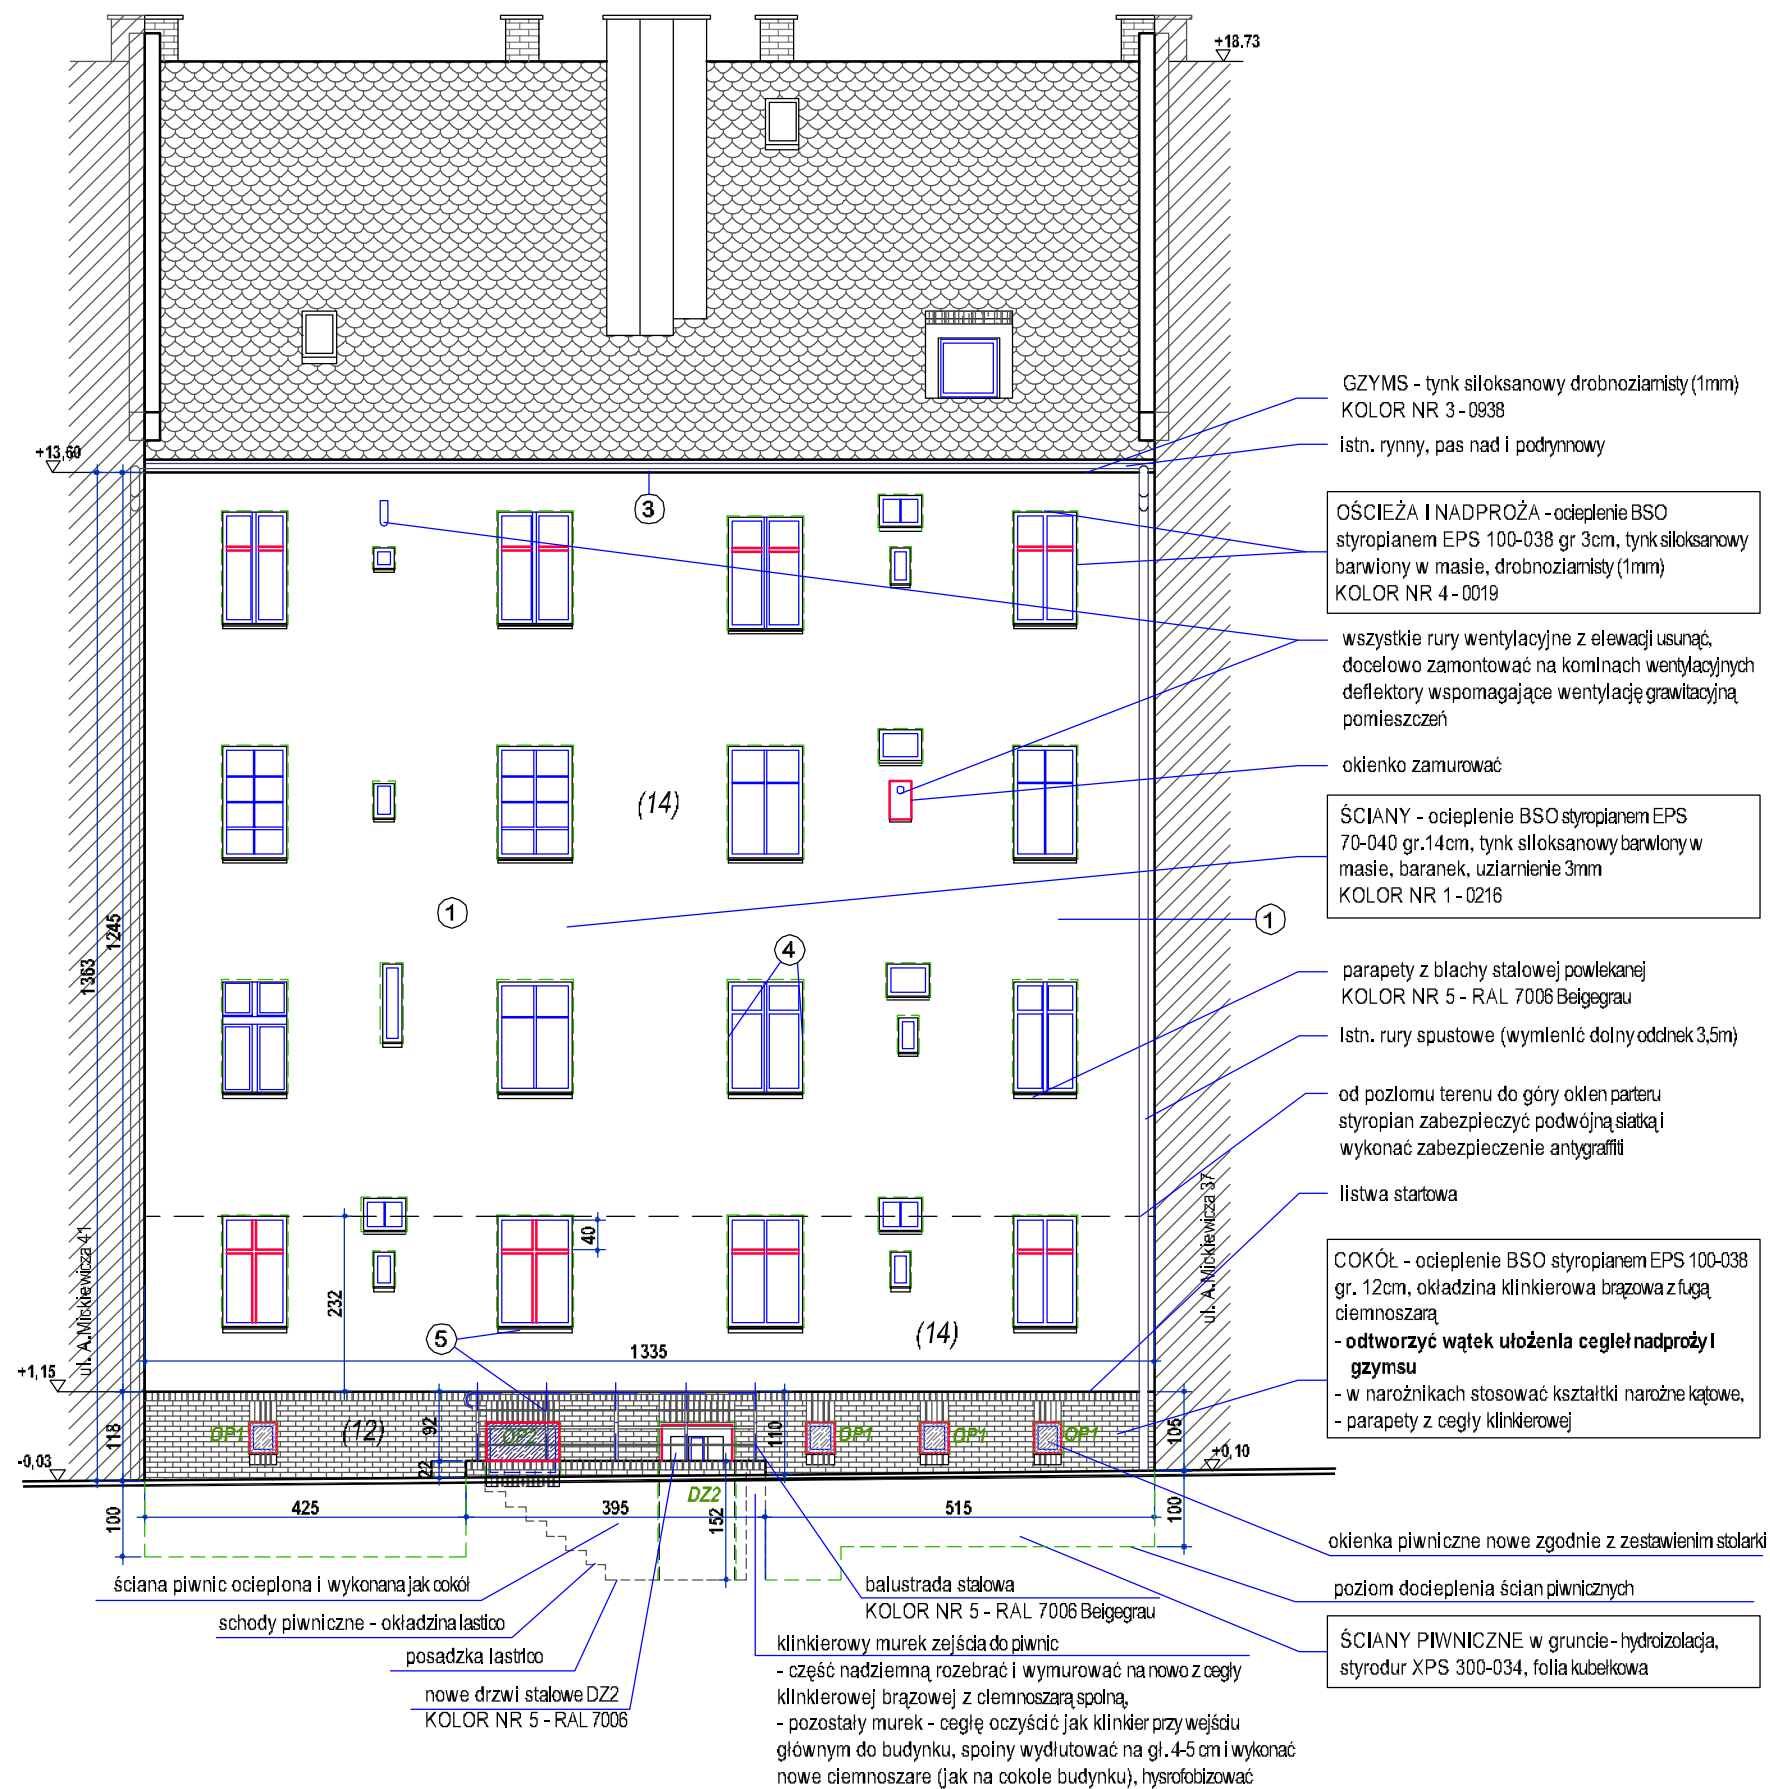 +18.73
GZYMS - tynk siloksanowy drobnoziarnisty (1mm)
KOLOR NR 3 - 0938
istn. rynny, pas nad i podrynnowy
+13,60
3
OŚCIEŻA I NADPROŻA - ocieplenie BSO
styropianem EPS 100-038 gr 3cm, tynk siloksanowy
barwiony w masie, drobnoziarnisty (1mm)
KOLOR NR 4 - 0019
wszystkie rury wentylacyjne z elewacji usunąć,
docelowo zamontować na kominach wentylacyjnych
deflektory wspomagające wentylację grawitacyjną
pomieszczeń
okienko zamurować
(14)
ŚCIANY - ocieplenie BSO styropianem EPS
70-040 gr.14cm, tynk siloksanowy barwiony w
masie, baranek, uziarnienie 3mm
KOLOR NR 1 - 0216
1
1
1245
1363
4
parapety z blachy stalowej powlekanej
KOLOR NR 5 - RAL 7006 Beigegrau
istn. rury spustowe (wymienić dolny odcinek 3,5m)
od poziomu terenu do góry okien parteru
styropian zabezpieczyć podwójną siatką i
wykonać zabezpieczenie antygraffiti
listwa startowa
ul. A.Mickiewicza 41
ul. A.Mickiewicza 37
40
232
5
(14)
1335
COKÓŁ - ocieplenie BSO styropianem EPS 100-038
gr. 12cm, okładzina klinkierowa brązowa z fugą
ciemnoszarą
- odtworzyć wątek ułożenia cegieł nadproży i
gzymsu
- w narożnikach stosować kształtki narożne kątowe,
- parapety z cegły klinkierowej
+1,15
118
OP1
(12)
92
OP2
110
OP1
OP1
OP1
105
-0,03
22
+0,10
100
425
395
DZ2
152
515
100
okienka piwniczne nowe zgodnie z zestawienim stolarki
poziom docieplenia ścian piwnicznych
ŚCIANY PIWNICZNE w gruncie - hydroizolacja,
styrodur XPS 300-034, folia kubełkowa
ściana piwnic ocieplona i wykonana jak cokół
schody piwniczne - okładzina lastico
posadzka lastrico
nowe drzwi stalowe DZ2
KOLOR NR 5 - RAL 7006
balustrada stalowa
KOLOR NR 5 - RAL 7006 Beigegrau
klinkierowy murek zejścia do piwnic
- część nadziemną rozebrać i wymurować na nowo z cegły
klinkierowej brązowej z ciemnoszarą spoiną,
- pozostały murek - cegłę oczyścić jak klinkier przy wejściu
głównym do budynku, spoiny wydłutować na gł. 4-5 cm i wykonać
nowe ciemnoszare (jak na cokole budynku), hysrofobizować